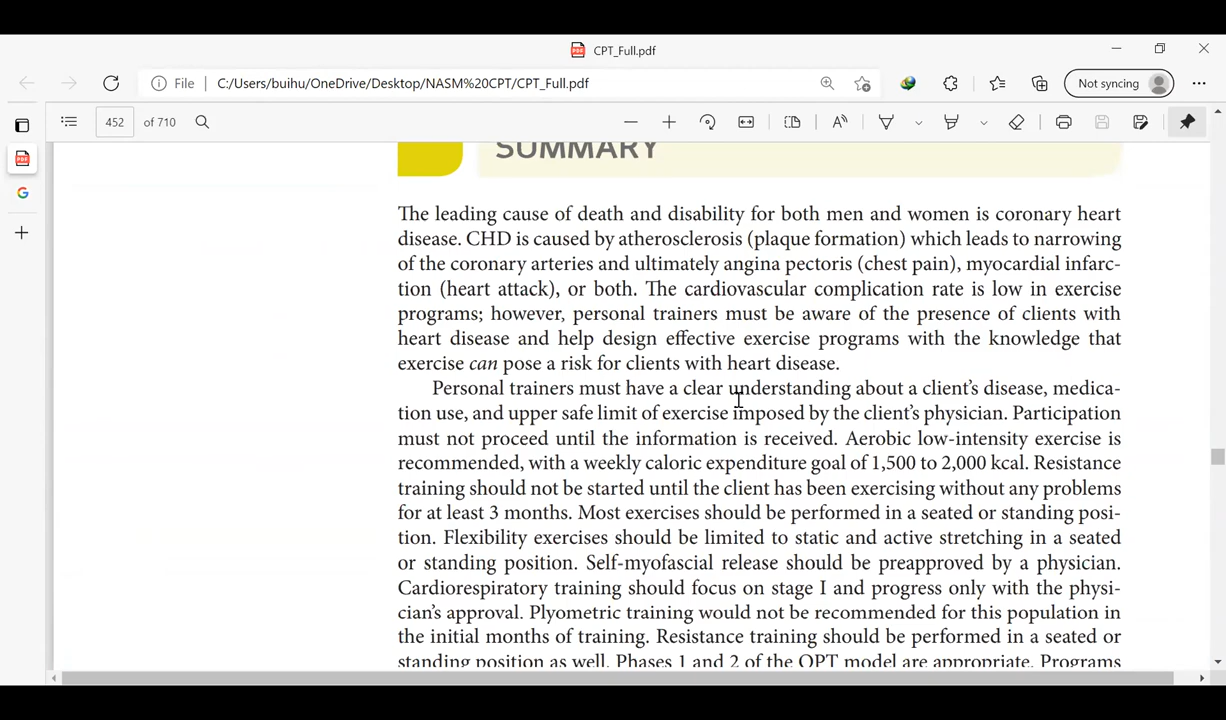 CPT_Full.pdf
File C:/Users/buihu/OneDrive/Desktop/NASM%20CPT/CPT_Full.pdf Not syncing
452 of 710
SUMMARY
The leading cause of death and disability for both men and women is coronary heart
disease. CHD is caused by atherosclerosis (plaque formation) which leads to narrowing
of the coronary arteries and ultimately angina pectoris (chest pain), myocardial infarc-
tion (heart attack), or both. The cardiovascular complication rate is low in exercise
programs; however, personal trainers must be aware of the presence of clients with
heart disease and help design effective exercise programs with the knowledge that
exercise can pose a risk for clients with heart disease.
Personal trainers must have a clear understanding about a client's disease, medica-
tion use, and upper safe limit of exercise imposed by the client's physician. Participation
must not proceed until the information is received. Aerobic low-intensity exercise is
recommended, with a weekly caloric expenditure goal of 1,500 to 2,000 kcal. Resistance
training should not be started until the client has been exercising without any problems
for at least 3 months. Most exercises should be performed in a seated or standing posi-
tion. Flexibility exercises should be limited to static and active stretching in a seated
or standing position. Self-myofascial release should be preapproved by a physician.
Cardiorespiratory training should focus on stage I and progress only with the physi-
cian's approval. Plyometric training would not be recommended for this population in
the initial months of training. Resistance training should be performed in a seated or
standing position as well. Phases 1 and 2 of the OPT model are appropriate. Programs